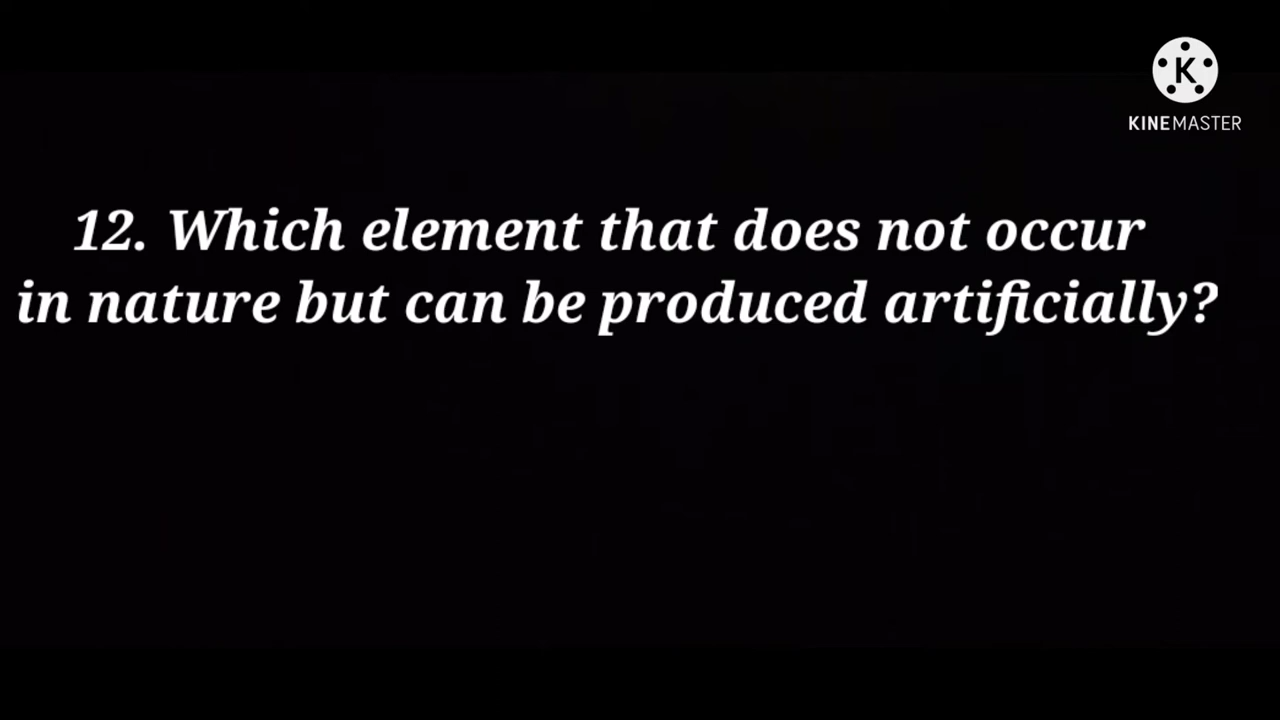 K
KINEMASTER
12. Which element that does not occur
in nature but can be produced artificially?